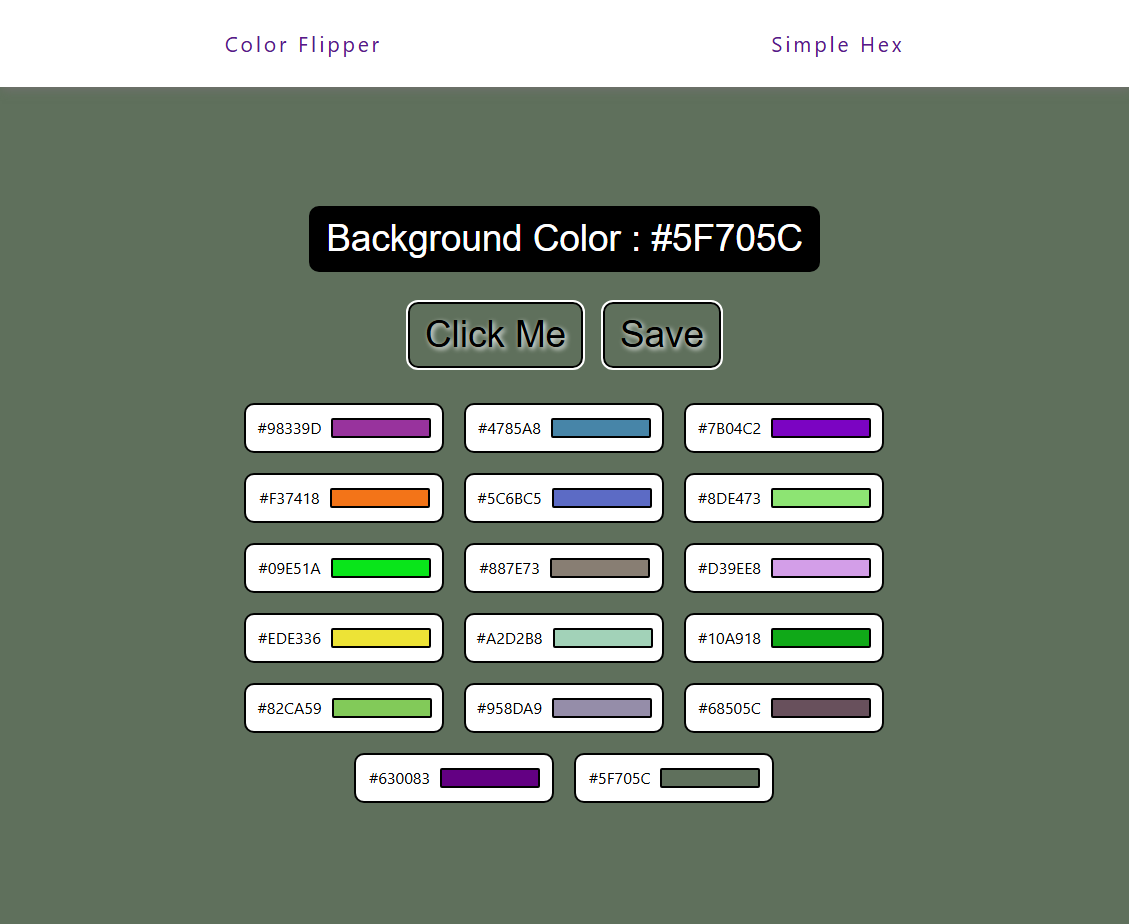 Color Flipper Simple Hex
Background Color : #5F705C
Click Me Save
#98339D #4785A8 #7B04C2
#F37418 #5C6BC5 #8DE473
#09E51A #887E73 #D39EE8
#EDE336 #A2D2B8 #10A918
#82CA59 #958DA9 #68505C
#630083 #5F705C